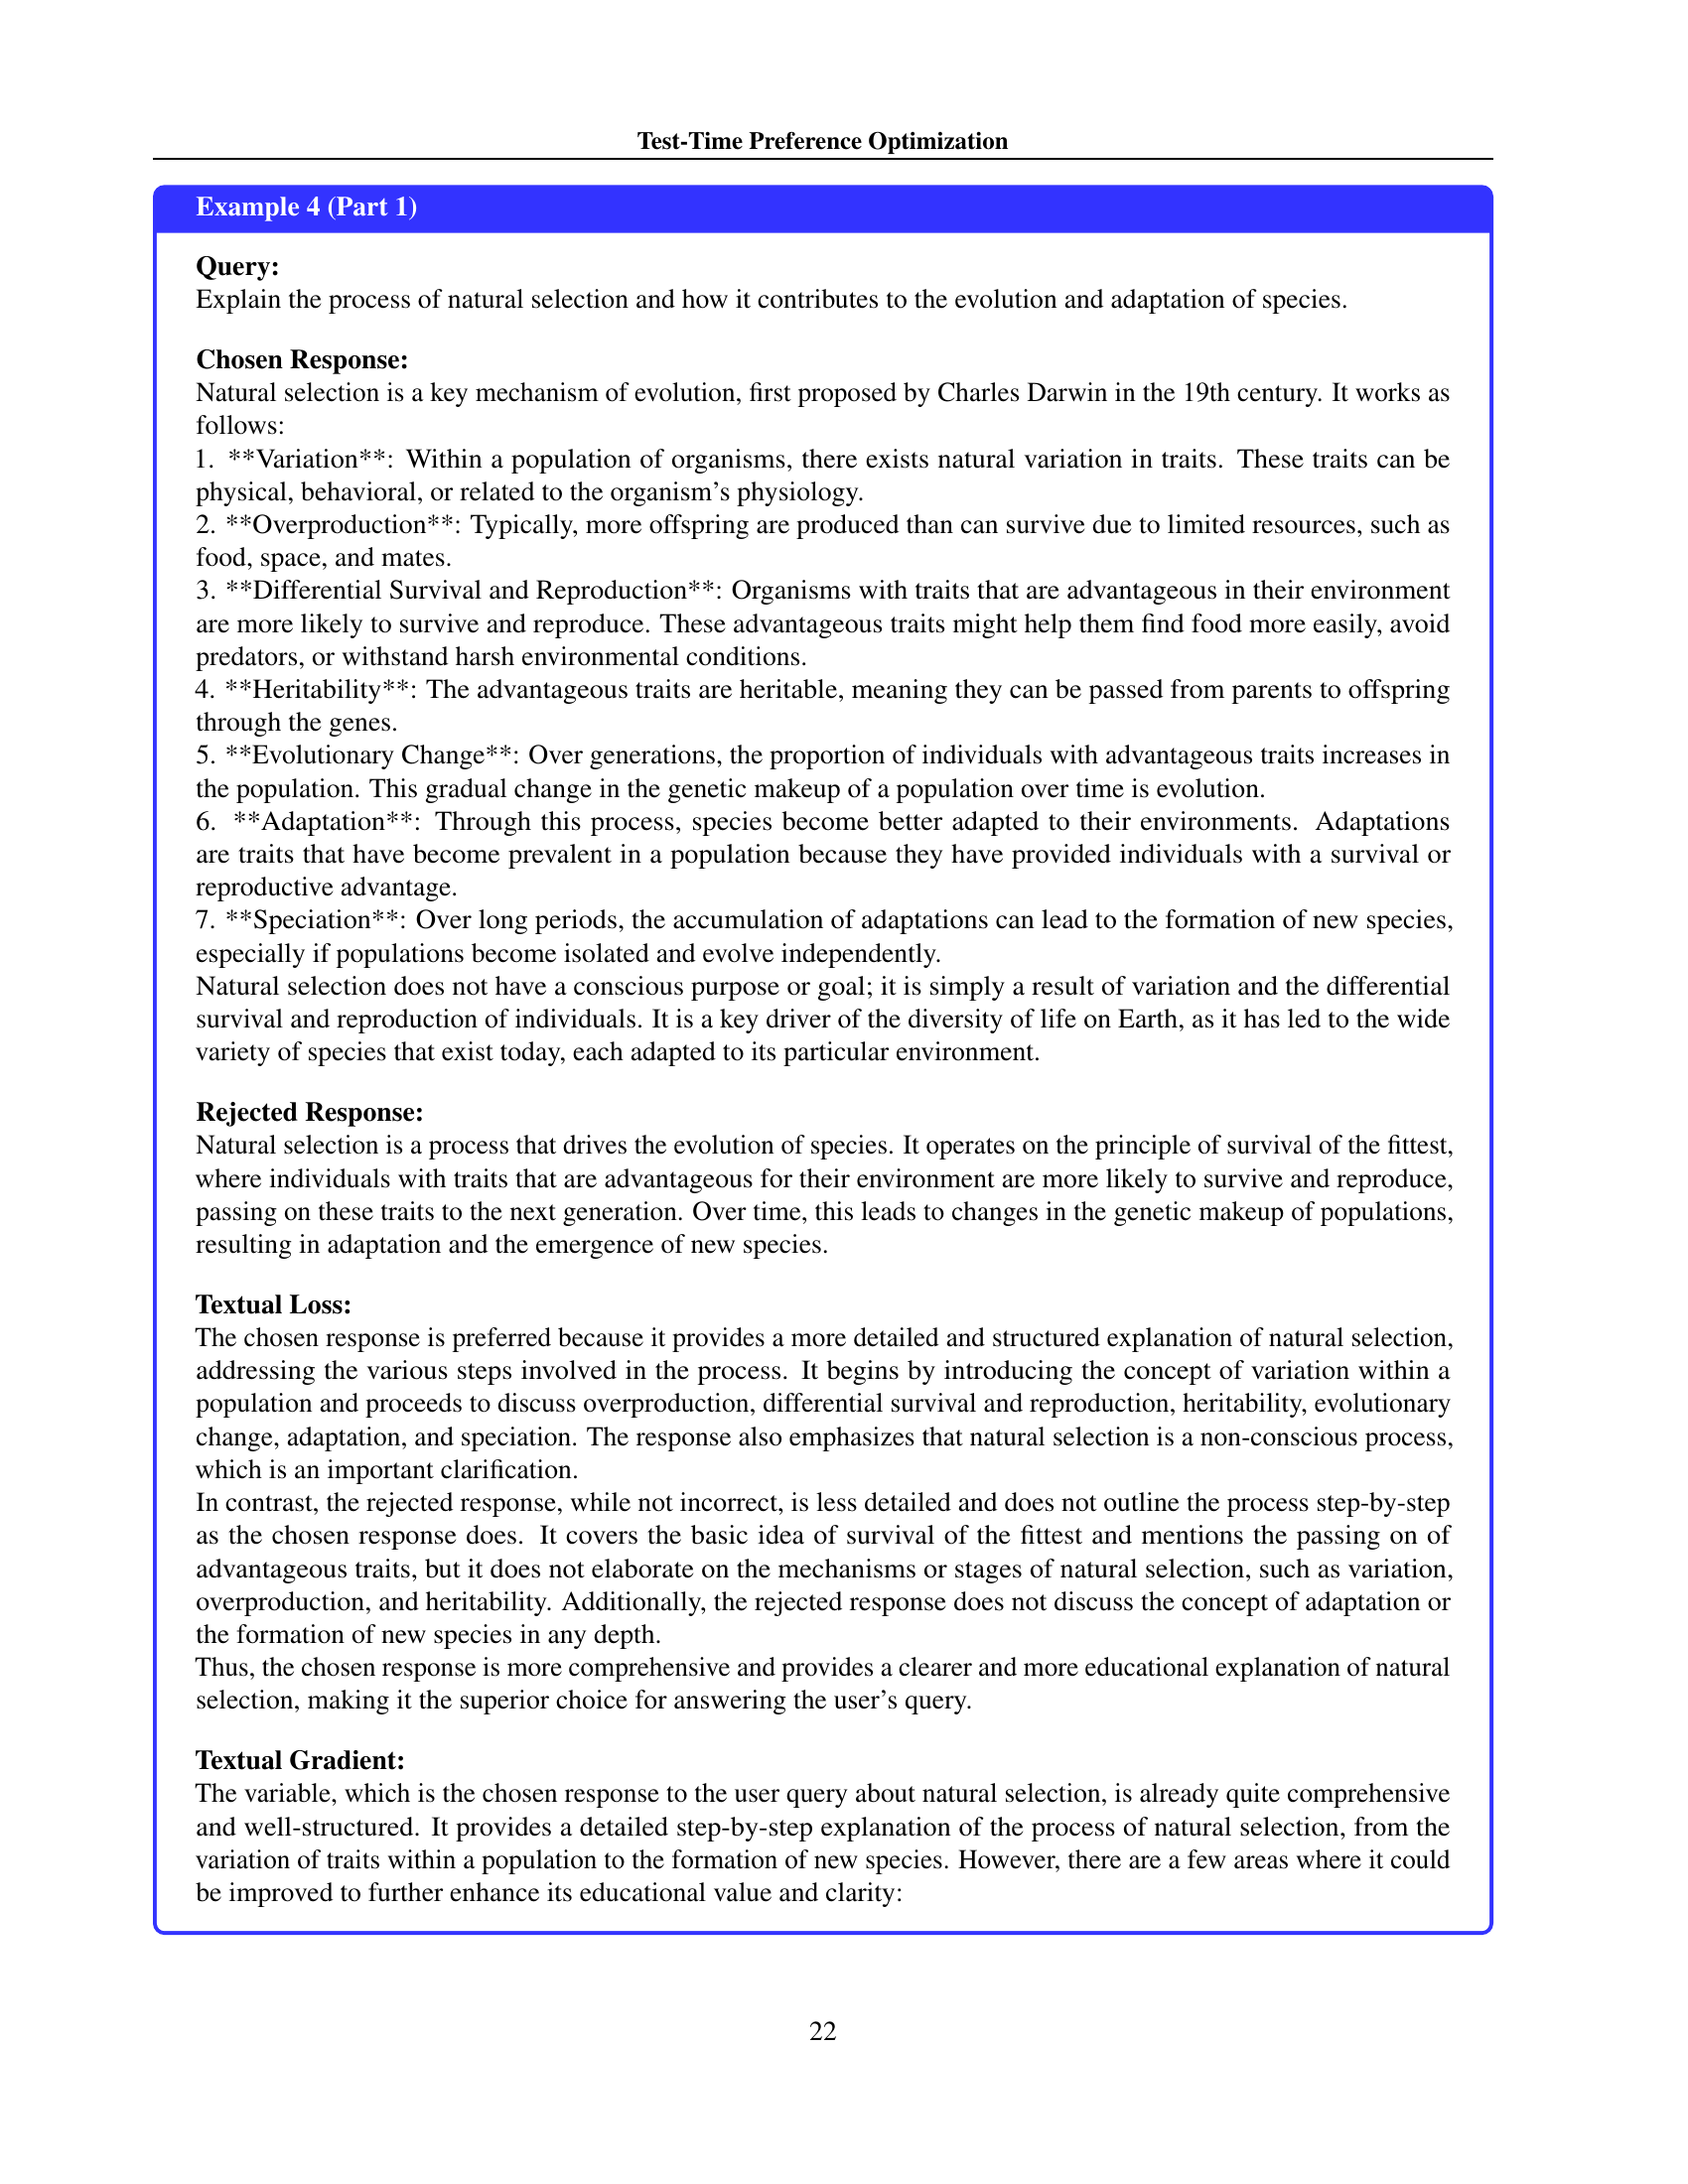 Test-Time Preference Optimization
Example 4 (Part 1)
Query:
Explain the process of natural selection and how it contributes to the evolution and adaptation of species.
Chosen Response:
Natural selection is a key mechanism of evolution, first proposed by Charles Darwin in the 19th century. It works as
follows:
1. **Variation**: Within a population of organisms, there exists natural variation in traits. These traits can be
physical, behavioral, or related to the organism's physiology.
2. **Overproduction**: Typically, more offspring are produced than can survive due to limited resources, such as
food, space, and mates.
3. **Differential Survival and Reproduction**: Organisms with traits that are advantageous in their environment
are more likely to survive and reproduce. These advantageous traits might help them find food more easily, avoid
predators, or withstand harsh environmental conditions.
4. **Heritability**: The advantageous traits are heritable, meaning they can be passed from parents to offspring
through the genes.
5. **Evolutionary Change**: Over generations, the proportion of individuals with advantageous traits increases in
the population. This gradual change in the genetic makeup of a population over time is evolution.
6. **Adaptation**: Through this process, species become better adapted to their environments. Adaptations
are traits that have become prevalent in a population because they have provided individuals with a survival or
reproductive advantage.
7. **Speciation**: Over long periods, the accumulation of adaptations can lead to the formation of new species,
especially if populations become isolated and evolve independently.
Natural selection does not have a conscious purpose or goal; it is simply a result of variation and the differential
survival and reproduction of individuals. It is a key driver of the diversity of life on Earth, as it has led to the wide
variety of species that exist today, each adapted to its particular environment.
Rejected Response:
Natural selection is a process that drives the evolution of species. It operates on the principle of survival of the fittest,
where individuals with traits that are advantageous for their environment are more likely to survive and reproduce,
passing on these traits to the next generation. Over time, this leads to changes in the genetic makeup of populations,
resulting in adaptation and the emergence of new species.
Textual Loss:
The chosen response is preferred because it provides a more detailed and structured explanation of natural selection,
addressing the various steps involved in the process. It begins by introducing the concept of variation within a
population and proceeds to discuss overproduction, differential survival and reproduction, heritability, evolutionary
change, adaptation, and speciation. The response also emphasizes that natural selection is a non-conscious process,
which is an important clarification.
In contrast, the rejected response, while not incorrect, is less detailed and does not outline the process step-by-step
as the chosen response does. It covers the basic idea of survival of the fittest and mentions the passing on of
advantageous traits, but it does not elaborate on the mechanisms or stages of natural selection, such as variation,
overproduction, and heritability. Additionally, the rejected response does not discuss the concept of adaptation or
the formation of new species in any depth.
Thus, the chosen response is more comprehensive and provides a clearer and more educational explanation of natural
selection, making it the superior choice for answering the user's query.
Textual Gradient:
The variable, which is the chosen response to the user query about natural selection, is already quite comprehensive
and well-structured. It provides a detailed step-by-step explanation of the process of natural selection, from the
variation of traits within a population to the formation of new species. However, there are a few areas where it could
be improved to further enhance its educational value and clarity:
22